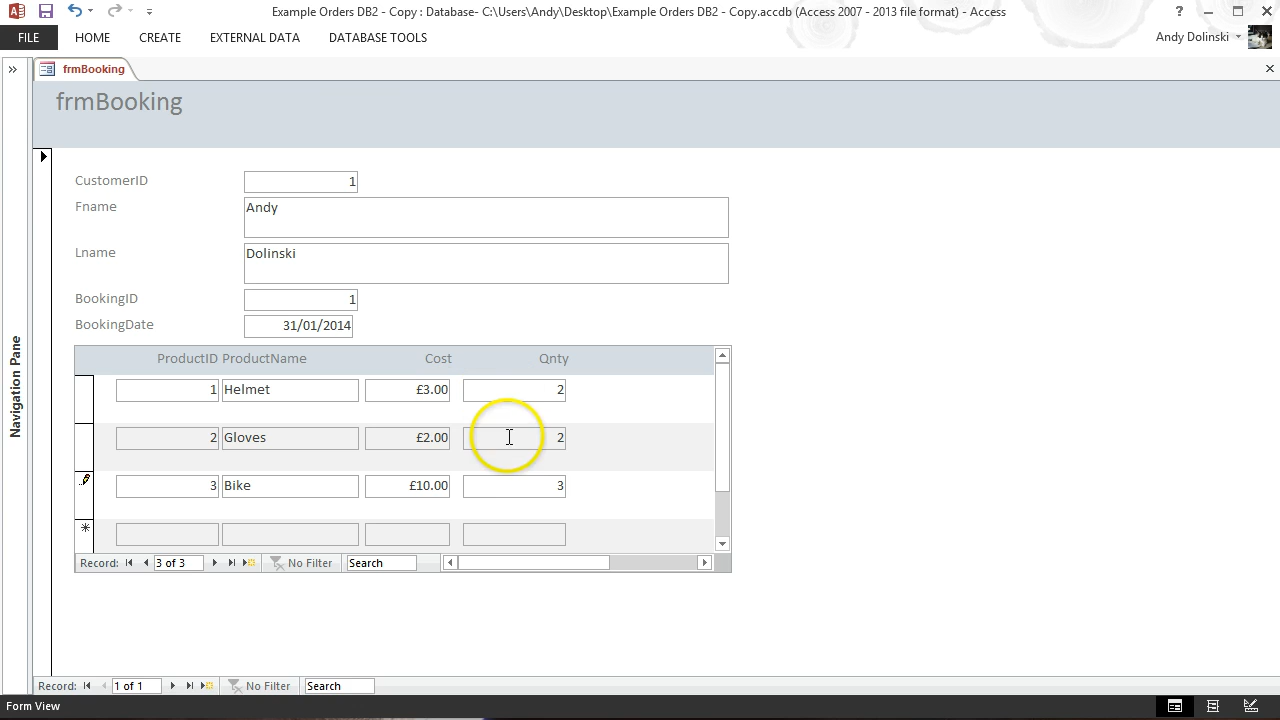 Example Orders DB2 - Copy : Database- C:\Users\Andy\Desktop\Example Orders DB2 - Copy.accdb (Access 2007 - 2013 file format) - Access
FILE HOME CREATE EXTERNAL DATA DATABASE TOOLS Andy Dolinski
frmBooking
frmBooking
CustomerID 1
Fname Andy
Lname Dolinski
BookingID 1
BookingDate 31/01/2014
ProductID ProductName Cost Qnty
1 Helmet £3.00 2
2 Gloves £2.00 2
3 Bike £10.00 3
Record: 3 of 3 No Filter Search
Navigation Pane
Record: 1 of 1 No Filter Search
Form View